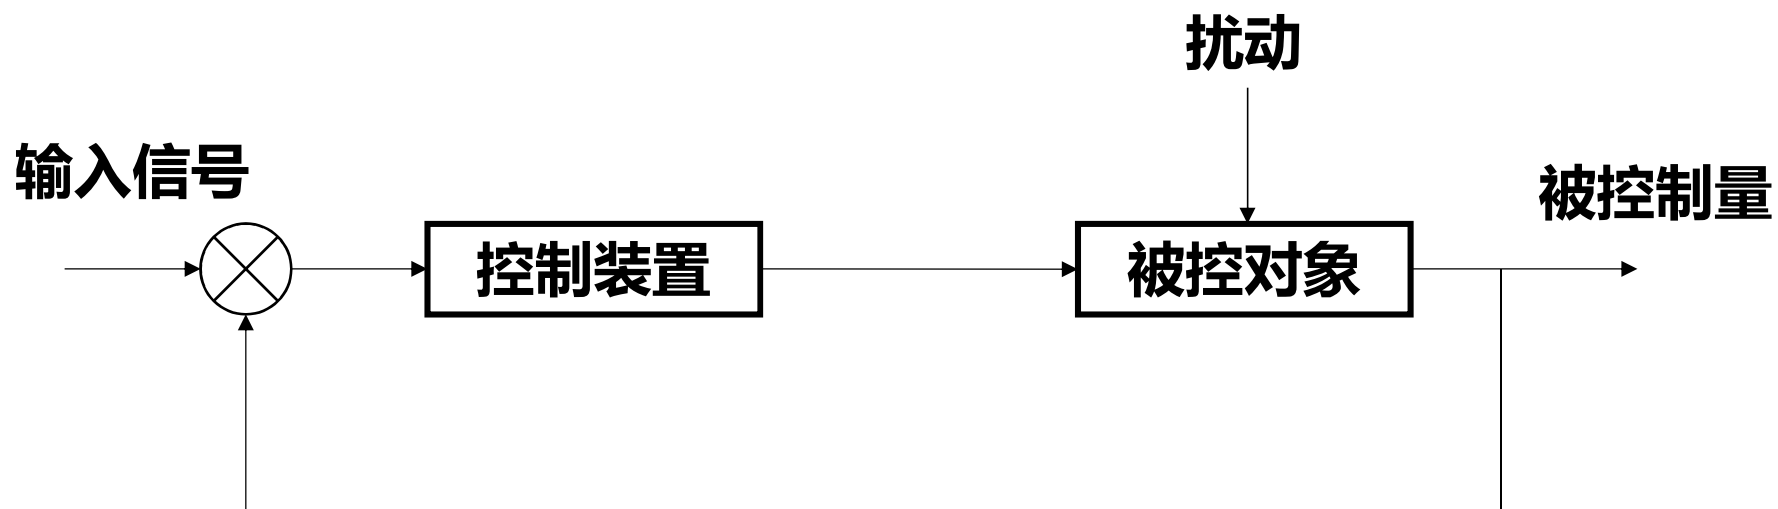 扰动
输入信号
被控制量
控制装置
被控对象